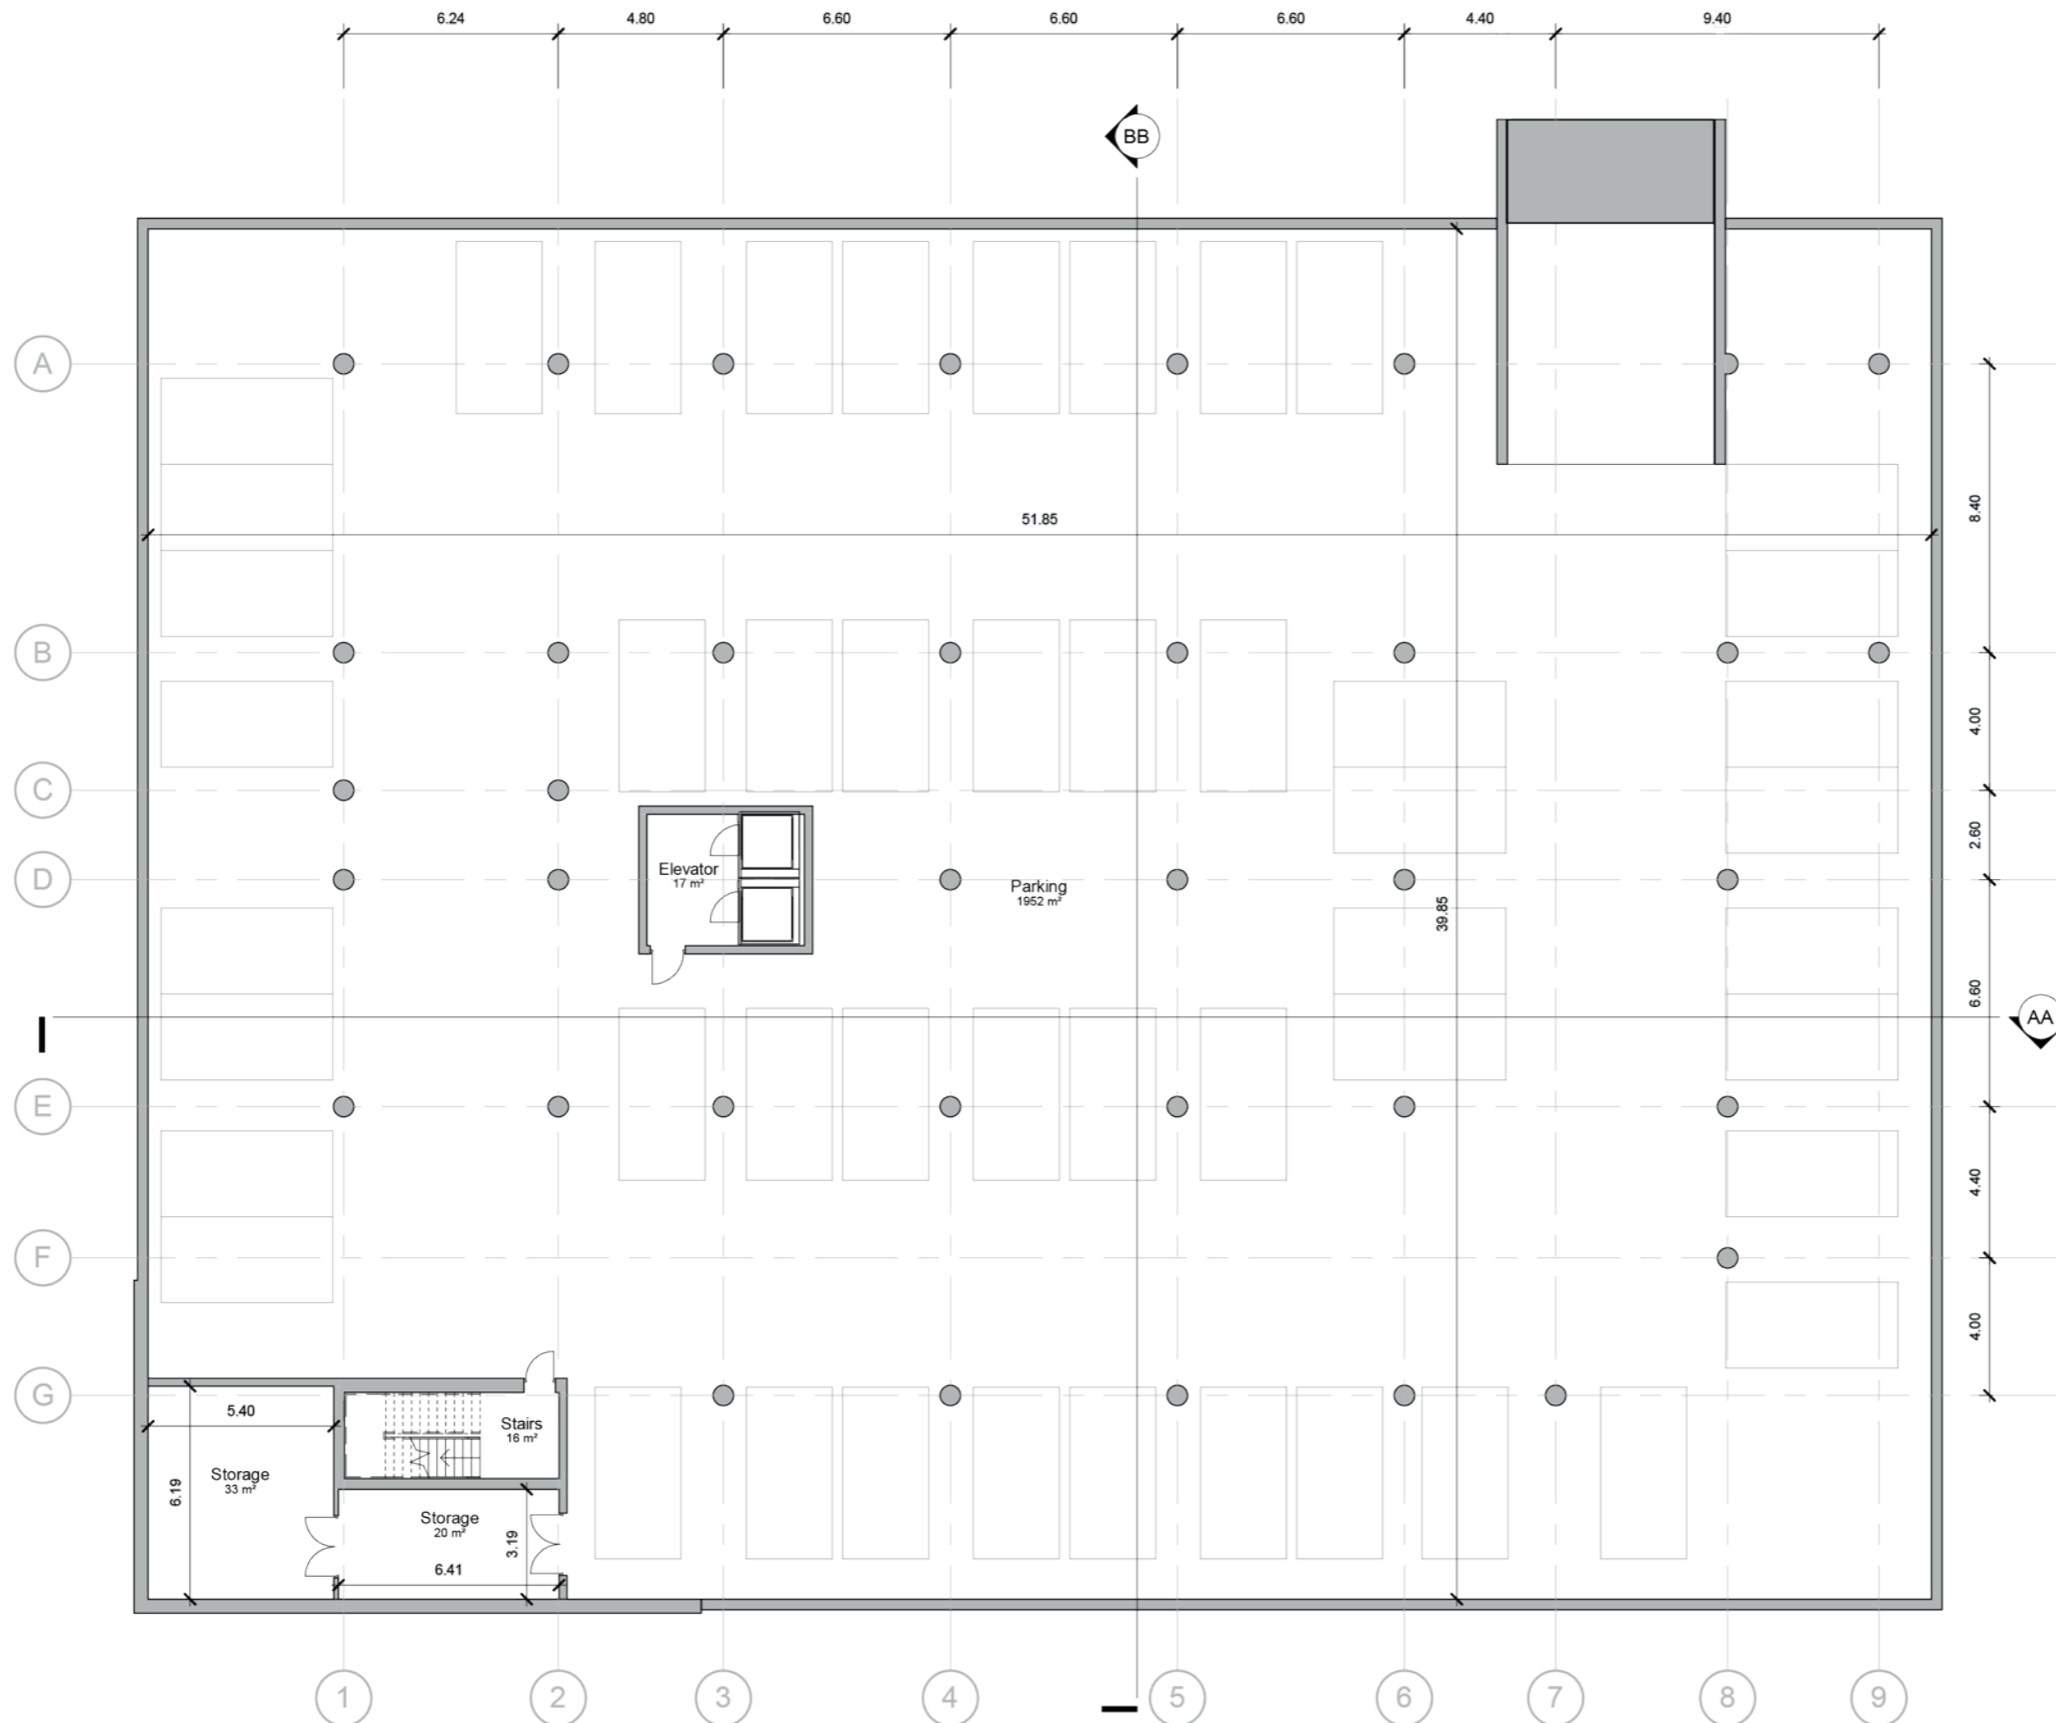 6.24 4.80 6.60 6.60 6.60 4.40 9.40
BB
A
51.85
8.40
B
4.00
C
2.60
Elevator
17 m²
D
Parking
1952 m²
39.85
6.60
AA
E
4.40
F
4.00
G
5.40
Stairs
16 m²
Storage
33 m²
6.19
Storage
20 m²
3.19
6.41
1 2 3 4 5 6 7 8 9